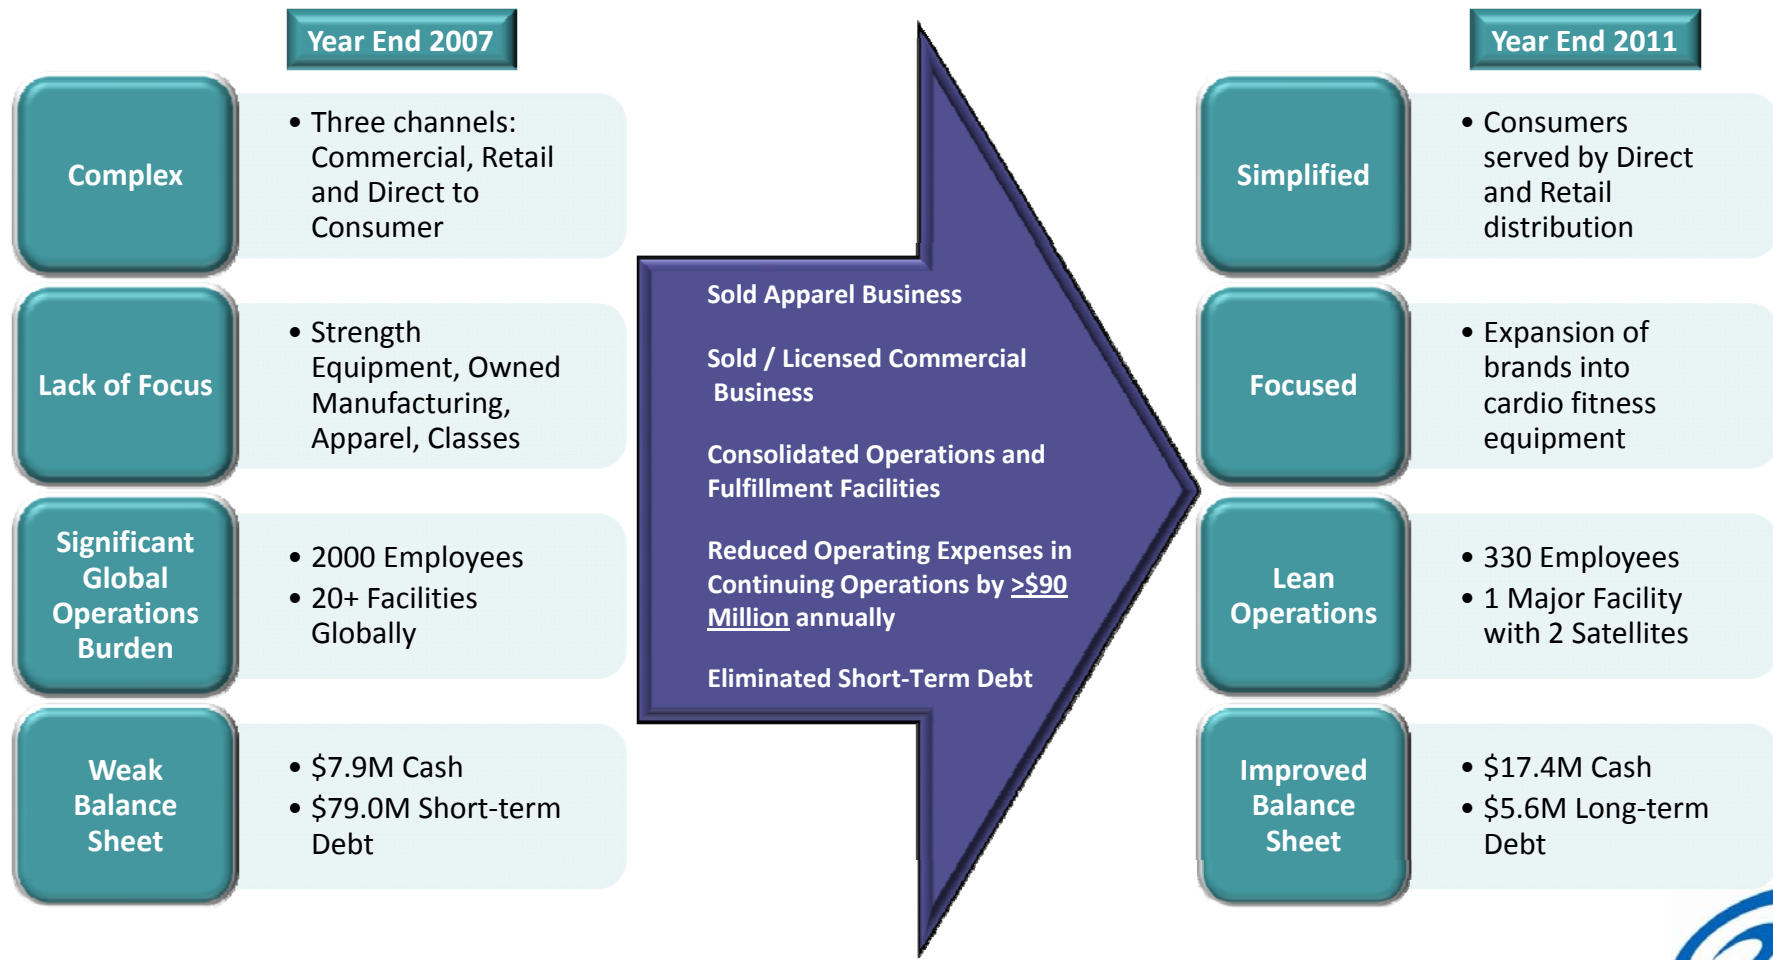 Year End 2007
Complex
• Three channels:
Commercial, Retail
and Direct to
Consumer
Lack of Focus
• Strength
Equipment, Owned
Manufacturing,
Apparel, Classes
Significant
Global
Operations
Burden
• 2000 Employees
• 20+ Facilities
Globally
Weak
Balance
Sheet
• $7.9M Cash
• $79.0M Short-term
Debt
Sold Apparel Business
Sold / Licensed Commercial
Business
Consolidated Operations and
Fulfillment Facilities
Reduced Operating Expenses in
Continuing Operations by >$90
Million annually
Eliminated Short-Term Debt
Year End 2011
Simplified
• Consumers
served by Direct
and Retail
distribution
Focused
• Expansion of
brands into
cardio fitness
equipment
Lean
Operations
• 330 Employees
• 1 Major Facility
with 2 Satellites
Improved
Balance
Sheet
• $17.4M Cash
• $5.6M Long-term
Debt